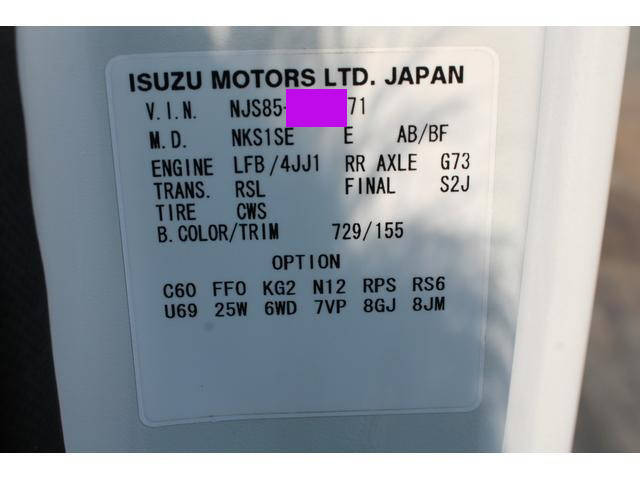 ISUZU MOTORS LTD. JAPAN
V.I.N. NJS85- 71
M.D. NKS1SE E AB/BF
ENGINE LFB/4JJ1 RR AXLE G73
TRANS. RSL FINAL S2J
TIRE CWS
B.COLOR/TRIM 729/155
OPTION
C60 FF0 KG2 N12 RPS RS6
U69 25W 6WD 7VP 8GJ 8JM